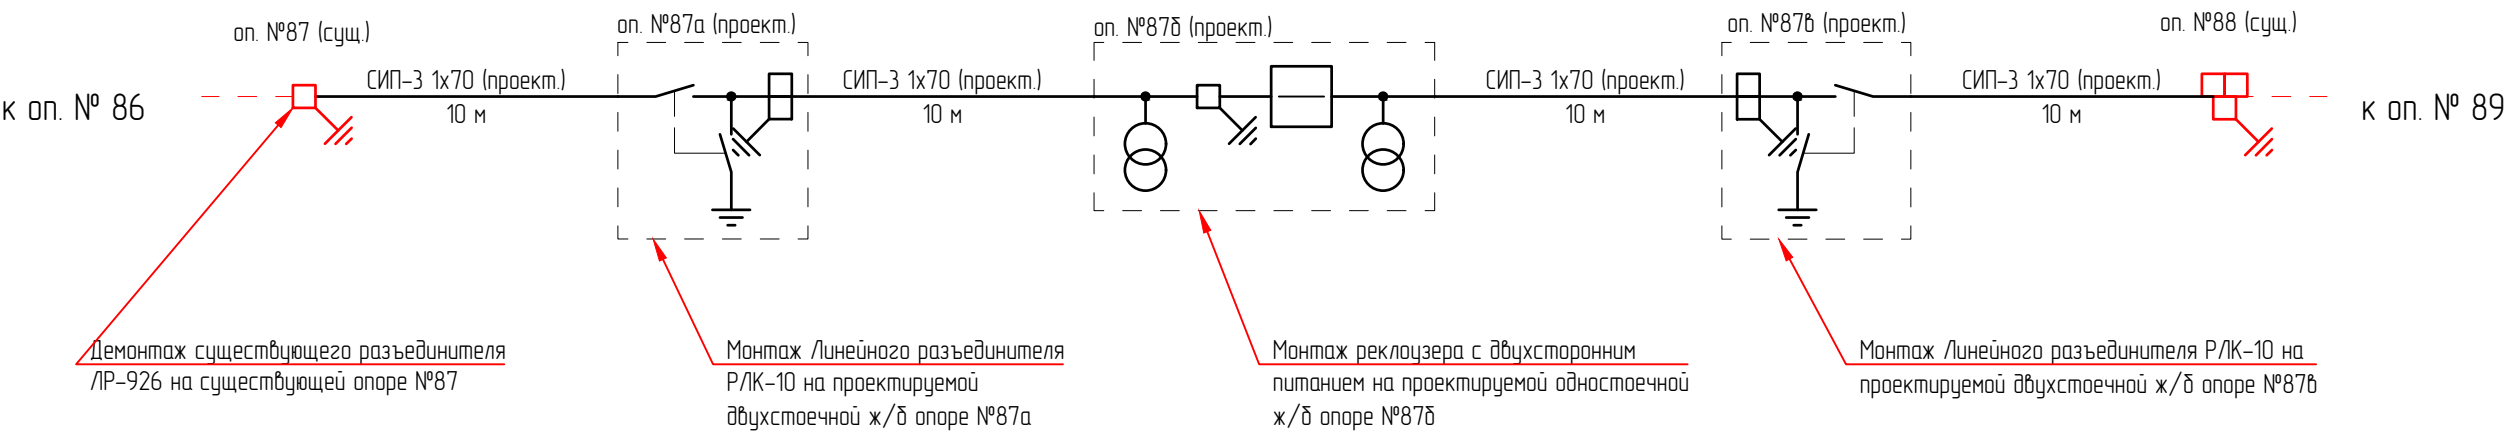 оп. №87 (сущ.)
оп. №87а (проект.)
оп. №87б (проект.)
оп. №87в (проект.)
оп. №88 (сущ.)
к оп. № 86
СИП-3 1х70 (проект.)
10 м
СИП-3 1х70 (проект.)
10 м
СИП-3 1х70 (проект.)
10 м
СИП-3 1х70 (проект.)
10 м
к оп. № 89
Демонтаж существующего разъединителя
ЛР-926 на существующей опоре №87
Монтаж Линейного разъединителя
РЛК-10 на проектируемой
двухстоечной ж/б опоре №87а
Монтаж реклоузера с двухсторонним
питанием на проектируемой одностоечной
ж/б опоре №87б
Монтаж Линейного разъединителя РЛК-10 на
проектируемой двухстоечной ж/б опоре №87в